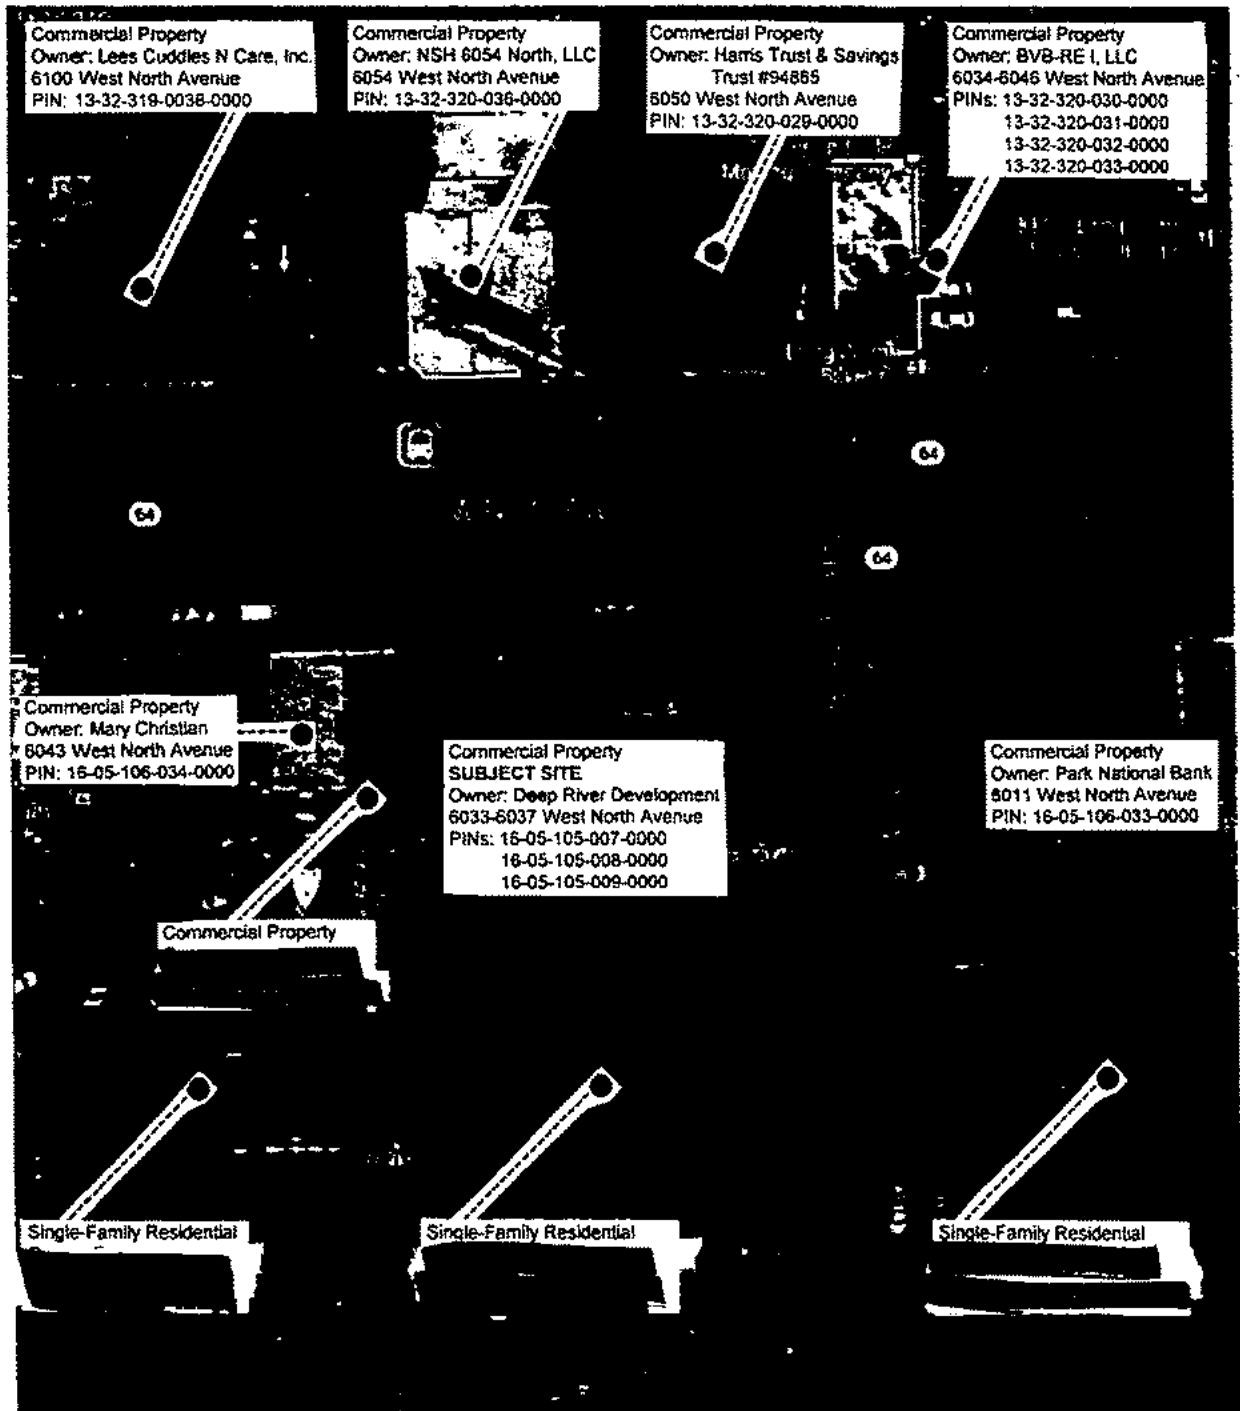 Commercial Property
Owner: Lees Cuddles N Care, Inc.
6100 West North Avenue
PIN: 13-32-319-0038-0000
Commercial Property
Owner: NSH 6054 North, LLC
6054 West North Avenue
PIN: 13-32-320-036-0000
Commercial Property
Owner: Harris Trust & Savings
Trust #94885
6050 West North Avenue
PIN: 13-32-320-029-0000
Commercial Property
Owner: BVB-RE I, LLC
6034-6046 West North Avenue
PINs: 13-32-320-030-0000
13-32-320-031-0000
13-32-320-032-0000
13-32-320-033-0000
64
64
64
Commercial Property
Owner: Mary Christian
6043 West North Avenue
PIN: 16-05-106-034-0000
Commercial Property
SUBJECT SITE
Owner: Deep River Development
6033-6037 West North Avenue
PINs: 16-05-105-007-0000
16-05-105-008-0000
16-05-105-009-0000
Commercial Property
Owner: Park National Bank
6011 West North Avenue
PIN: 16-05-106-033-0000
Commercial Property
Single-Family Residential
Single-Family Residential
Single-Family Residential